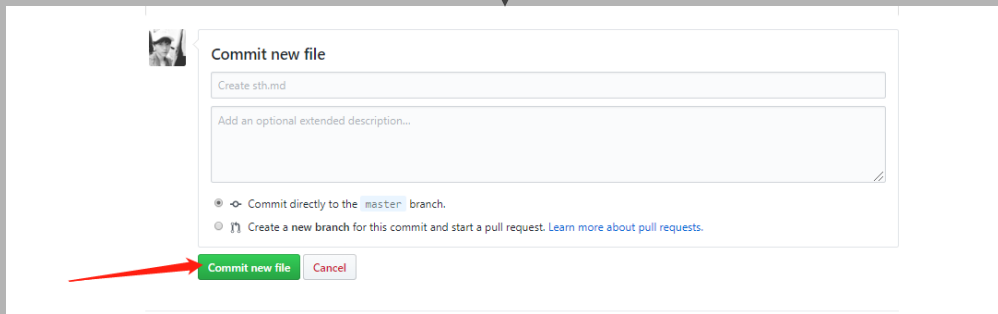 Commit new file
Create sth.md
Add an optional extended description...
Commit directly to the master branch.
Create a new branch for this commit and start a pull request. Learn more about pull requests.
Commit new file Cancel